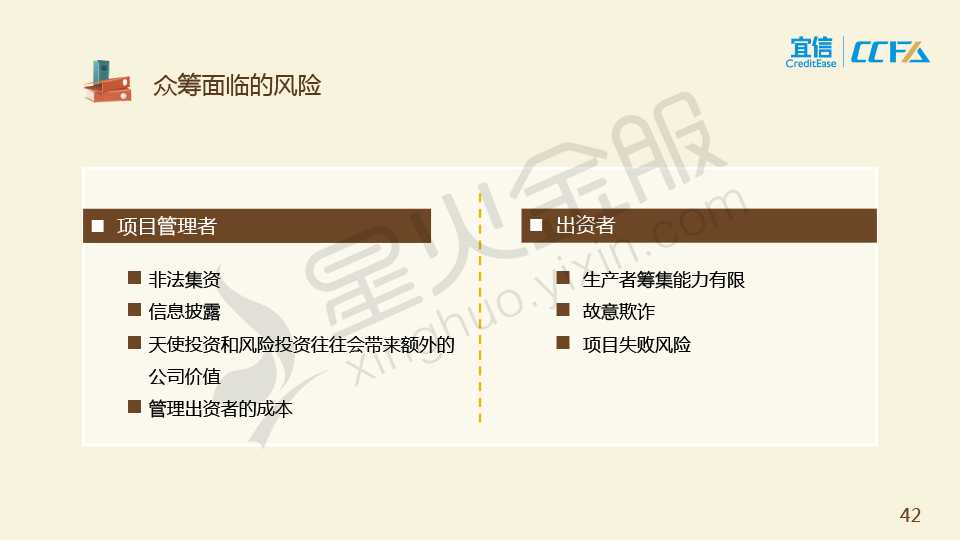 宜信
CreditEase
CCFA
众筹面临的风险
项目管理者
非法集资
信息披露
天使投资和风险投资往往会带来额外的
公司价值
管理出资者的成本
出资者
生产者筹集能力有限
故意欺诈
项目失败风险
星火金服
xinghuo.yixin.com
42